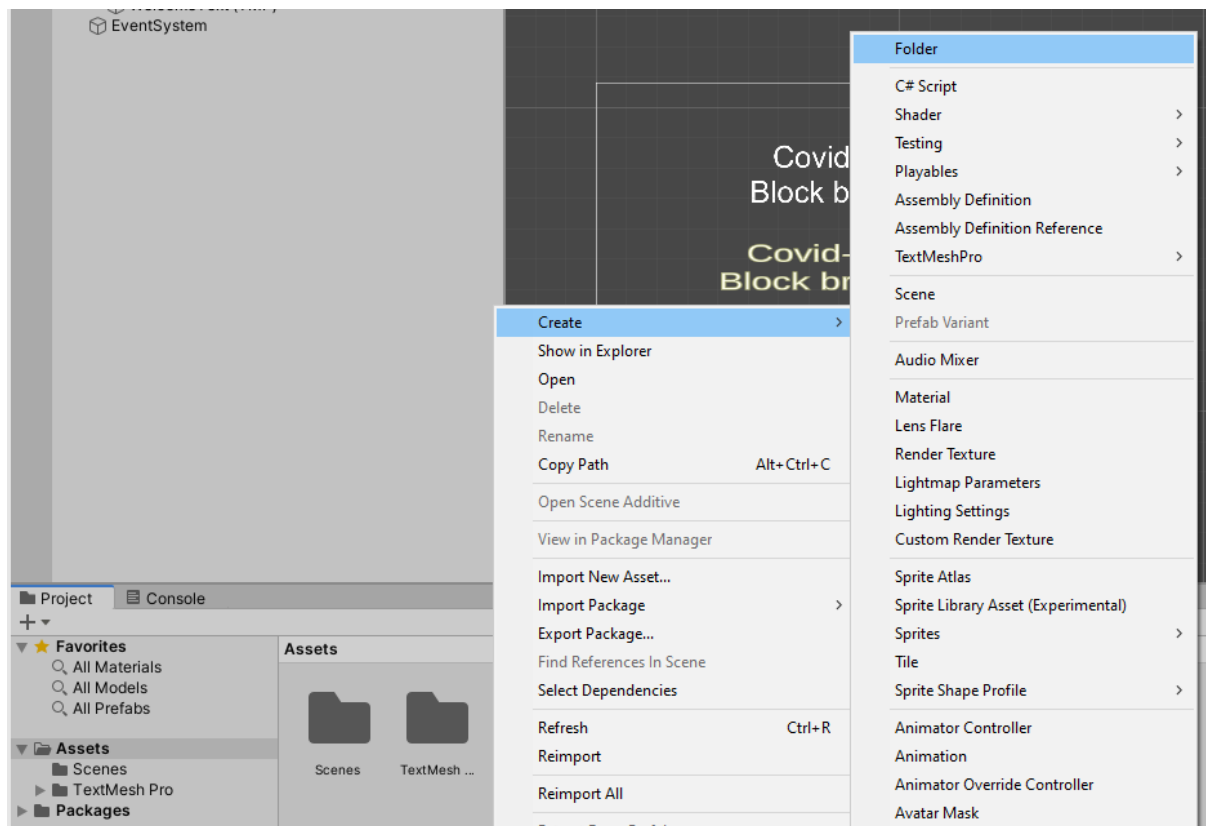 EventSystem
Covid
Block b
Covid-
Block br
Project
Console
Favorites
All Materials
All Models
All Prefabs
Assets
Scenes
TextMesh Pro
Packages
Assets
Scenes
TextMesh ...
Create
Show in Explorer
Open
Delete
Rename
Copy Path Alt+Ctrl+C
Open Scene Additive
View in Package Manager
Import New Asset...
Import Package
Export Package...
Find References In Scene
Select Dependencies
Refresh Ctrl+R
Reimport
Reimport All
Folder
C# Script
Shader
Testing
Playables
Assembly Definition
Assembly Definition Reference
TextMeshPro
Scene
Prefab Variant
Audio Mixer
Material
Lens Flare
Render Texture
Lightmap Parameters
Lighting Settings
Custom Render Texture
Sprite Atlas
Sprite Library Asset (Experimental)
Sprites
Tile
Sprite Shape Profile
Animator Controller
Animation
Animator Override Controller
Avatar Mask